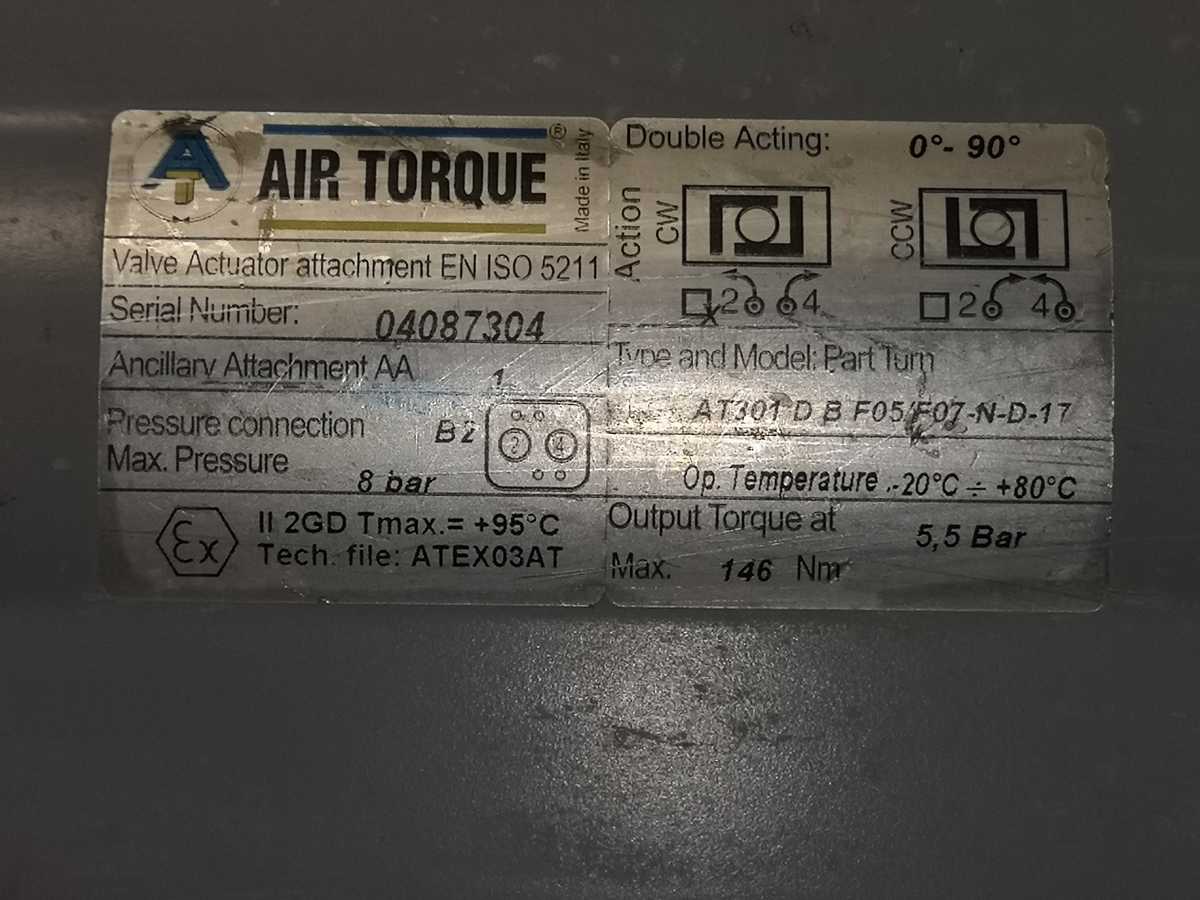 AT
AIR TORQUE®
Made in Italy
Valve Actuator attachment EN ISO 5211
Serial Number: 04087304
Ancillary Attachment AA 1
Pressure connection B2
2 4
Max. Pressure 8 bar
Ex II 2GD Tmax.= +95°C
Tech. file: ATEX03AT
Double Acting: 0°- 90°
Action
CW
CCW
2 4
2 4
Type and Model: Part Turn
AT301 D B F05/F07-N-D-17
Op. Temperature .-20°C ÷ +80°C
Output Torque at 5,5 Bar
Max. 146 Nm